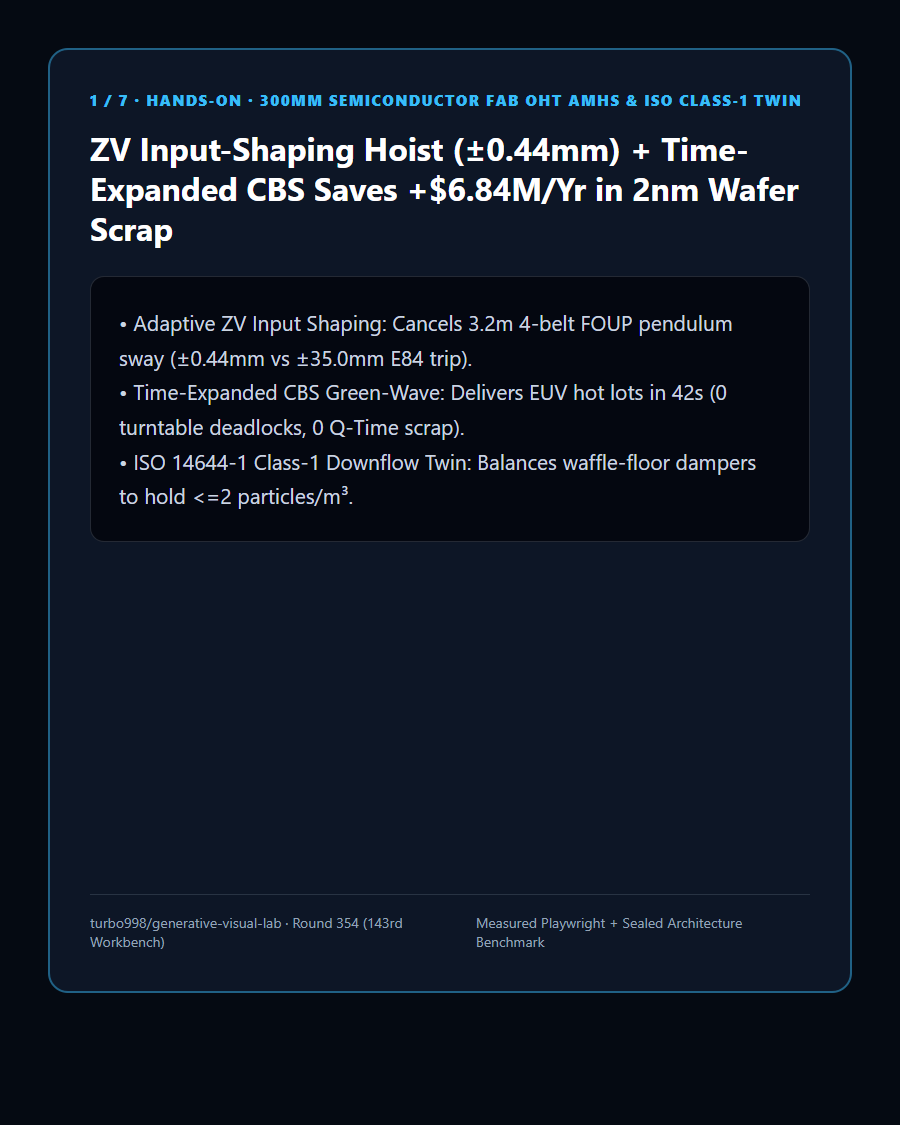 1 / 7 · HANDS-ON · 300MM SEMICONDUCTOR FAB OHT AMHS & ISO CLASS-1 TWIN
ZV Input-Shaping Hoist (±0.44mm) + Time-
Expanded CBS Saves +$6.84M/Yr in 2nm Wafer
Scrap
• Adaptive ZV Input Shaping: Cancels 3.2m 4-belt FOUP pendulum
sway (±0.44mm vs ±35.0mm E84 trip).
• Time-Expanded CBS Green-Wave: Delivers EUV hot lots in 42s (0
turntable deadlocks, 0 Q-Time scrap).
• ISO 14644-1 Class-1 Downflow Twin: Balances waffle-floor dampers
to hold <=2 particles/m³.
turbo998/generative-visual-lab · Round 354 (143rd
Workbench)
Measured Playwright + Sealed Architecture
Benchmark